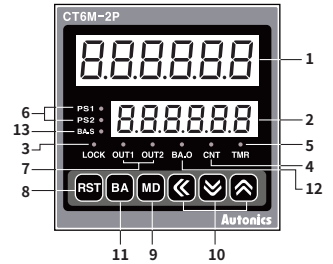 CT6M-2P
8.8.8.8.8.8.
1
6
PS1
PS2
8.8.8.8.8.8.
2
13
BA.S
3
LOCK OUT1 OUT2 BA.O CNT TMR
5
7
4
8
RST BA MD
12
Autonics
11 9 10